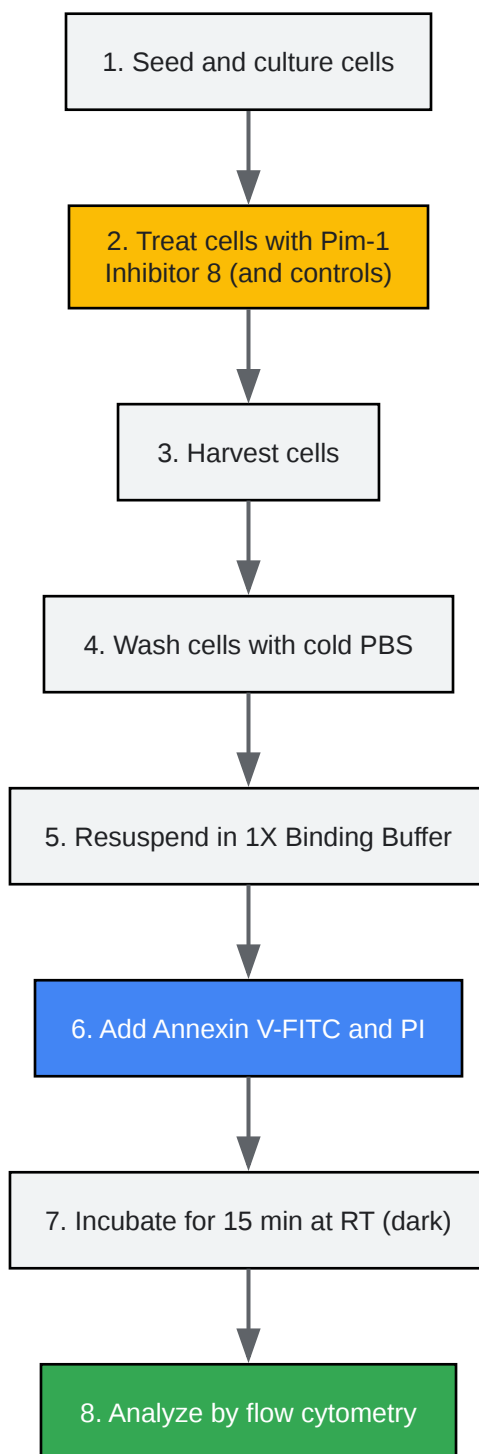 1. Seed and culture cells
2. Treat cells with Pim-1
Inhibitor 8 (and controls)
3. Harvest cells
4. Wash cells with cold PBS
5. Resuspend in 1X Binding Buffer
6. Add Annexin V-FITC and PI
7. Incubate for 15 min at RT (dark)
8. Analyze by flow cytometry